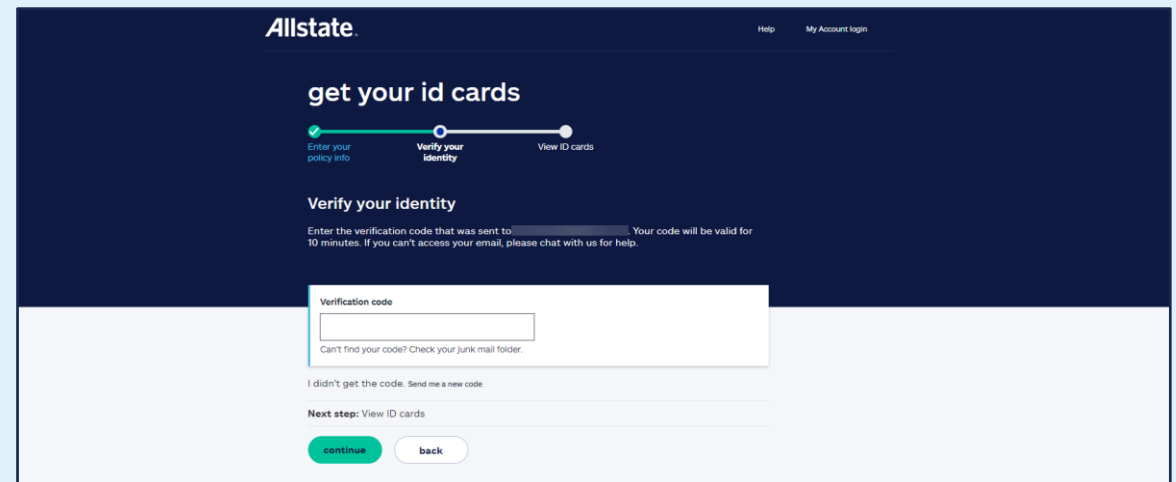 Allstate.
Help
My Account login
get your id cards
Enter your
policy info
Verify your
identity
View ID cards
Verify your identity
Enter the verification code that was sent to . Your code will be valid for
10 minutes. If you can't access your email, please chat with us for help.
Verification code
Can't find your code? Check your junk mail folder.
I didn't get the code. Send me a new code
Next step: View ID cards
continue
back